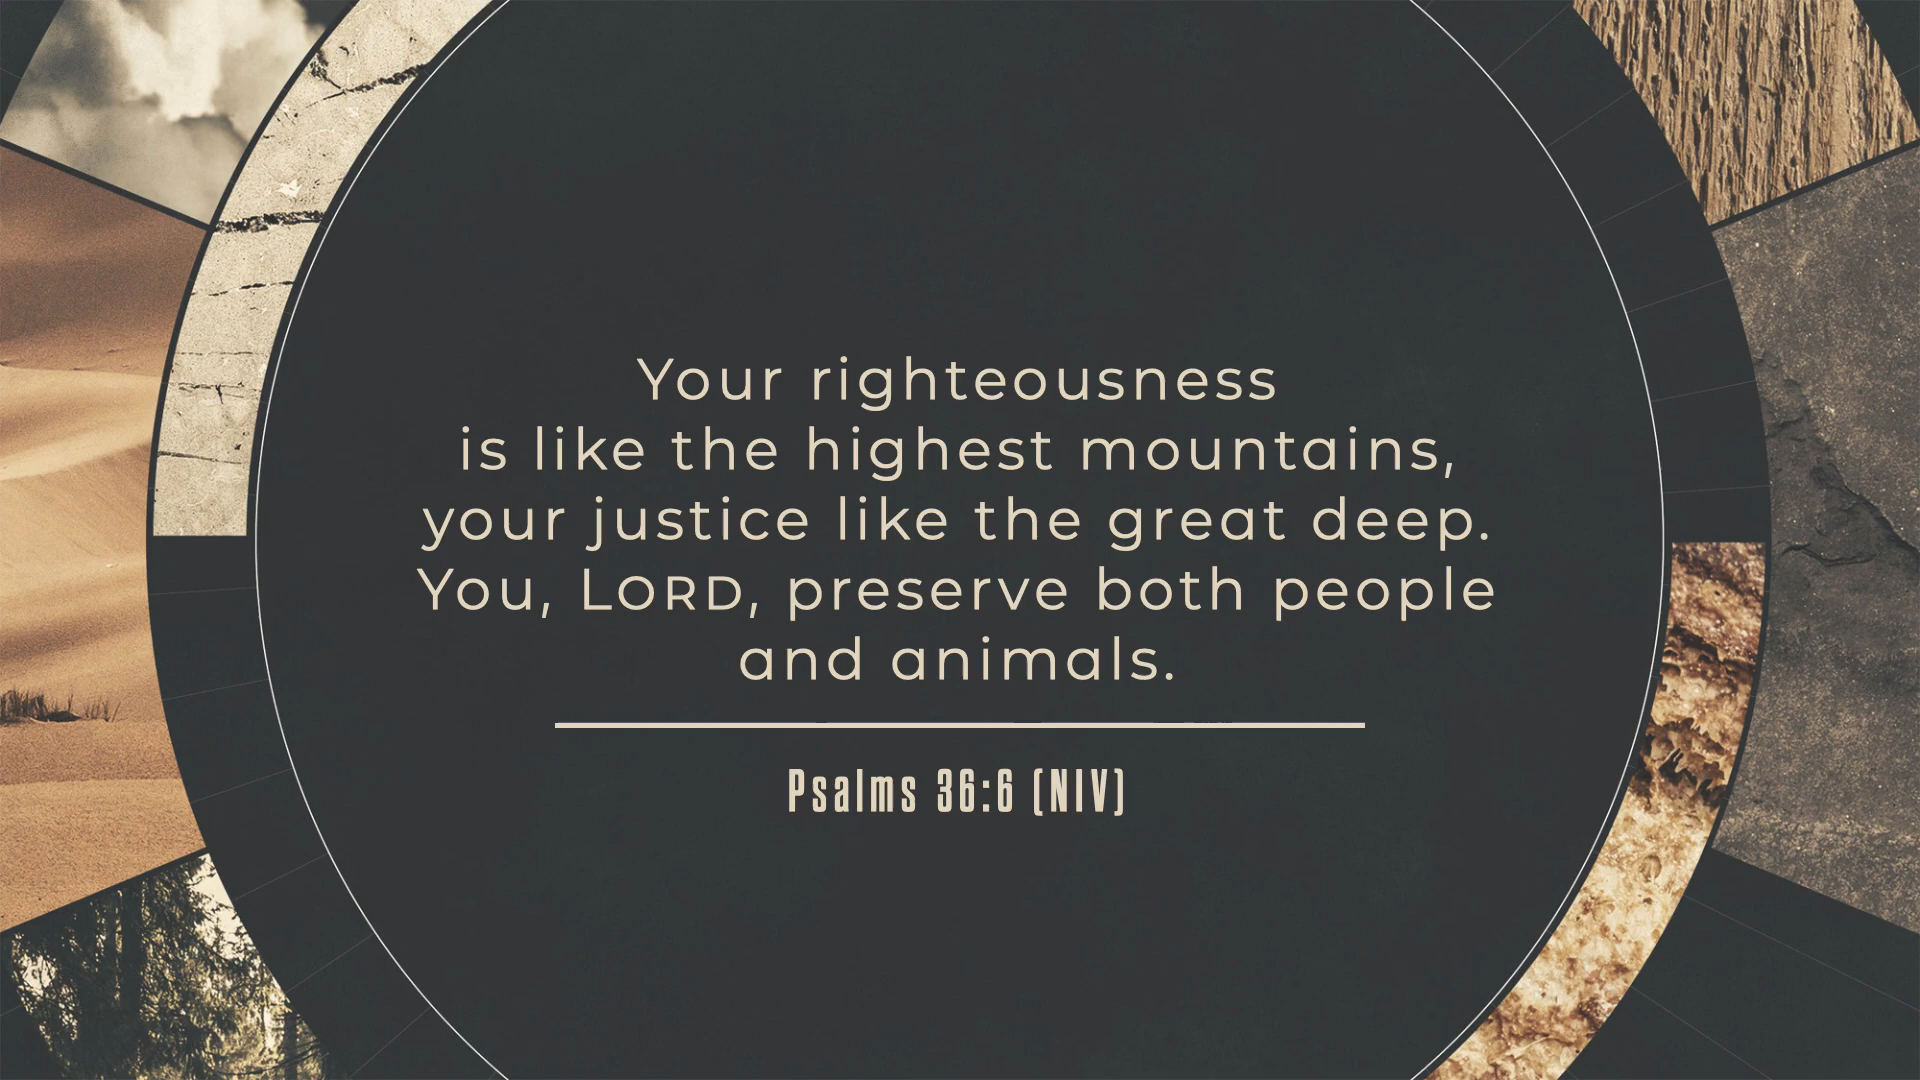 Your righteousness
is like the highest mountains,
your justice like the great deep.
You, LORD, preserve both people
and animals.
Psalms 36:6 (NIV)